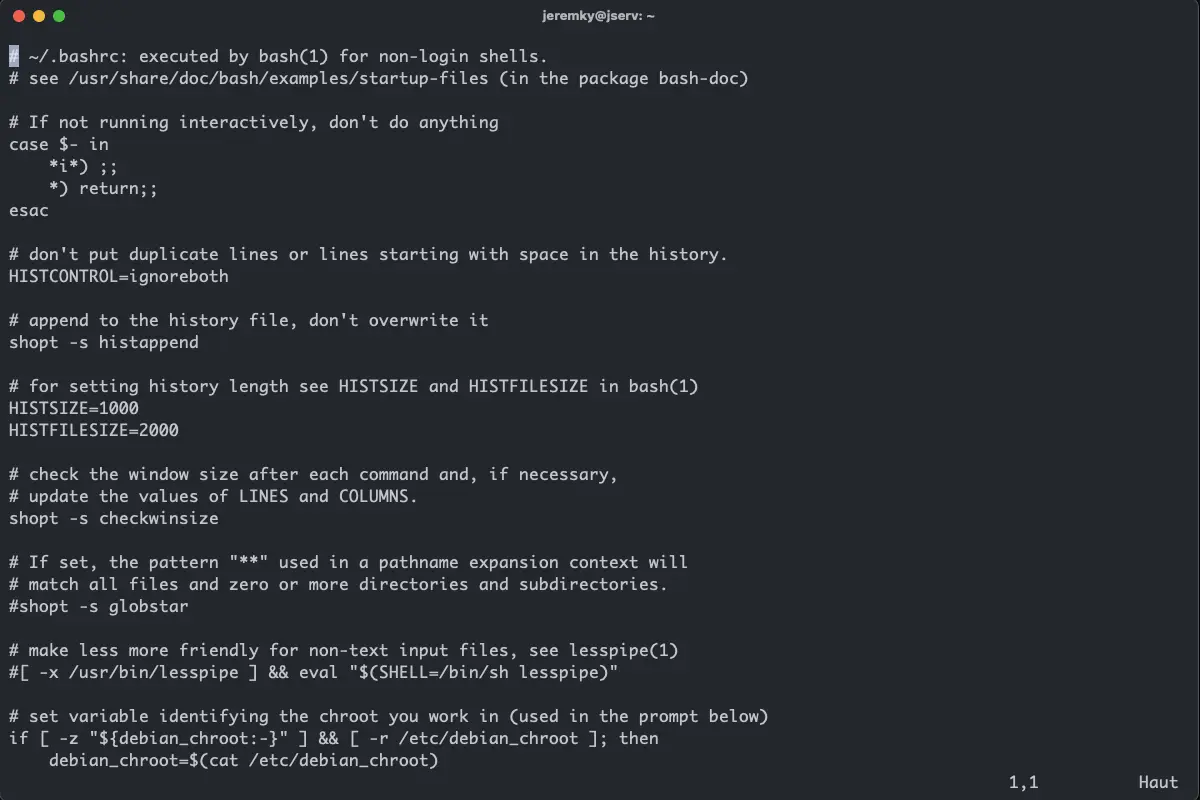 jeremky@jserv: ~
# ~/.bashrc: executed by bash(1) for non-login shells.
# see /usr/share/doc/bash/examples/startup-files (in the package bash-doc)

# If not running interactively, don't do anything
case $- in
    *i*) ;;
    *) return;;
esac

# don't put duplicate lines or lines starting with space in the history.
HISTCONTROL=ignoreboth

# append to the history file, don't overwrite it
shopt -s histappend

# for setting history length see HISTSIZE and HISTFILESIZE in bash(1)
HISTSIZE=1000
HISTFILESIZE=2000

# check the window size after each command and, if necessary,
# update the values of LINES and COLUMNS.
shopt -s checkwinsize

# If set, the pattern "**" used in a pathname expansion context will
# match all files and zero or more directories and subdirectories.
#shopt -s globstar

# make less more friendly for non-text input files, see lesspipe(1)
#[ -x /usr/bin/lesspipe ] && eval "$(SHELL=/bin/sh lesspipe)"

# set variable identifying the chroot you work in (used in the prompt below)
if [ -z "${debian_chroot:-}" ] && [ -r /etc/debian_chroot ]; then
    debian_chroot=$(cat /etc/debian_chroot)
1,1 Haut